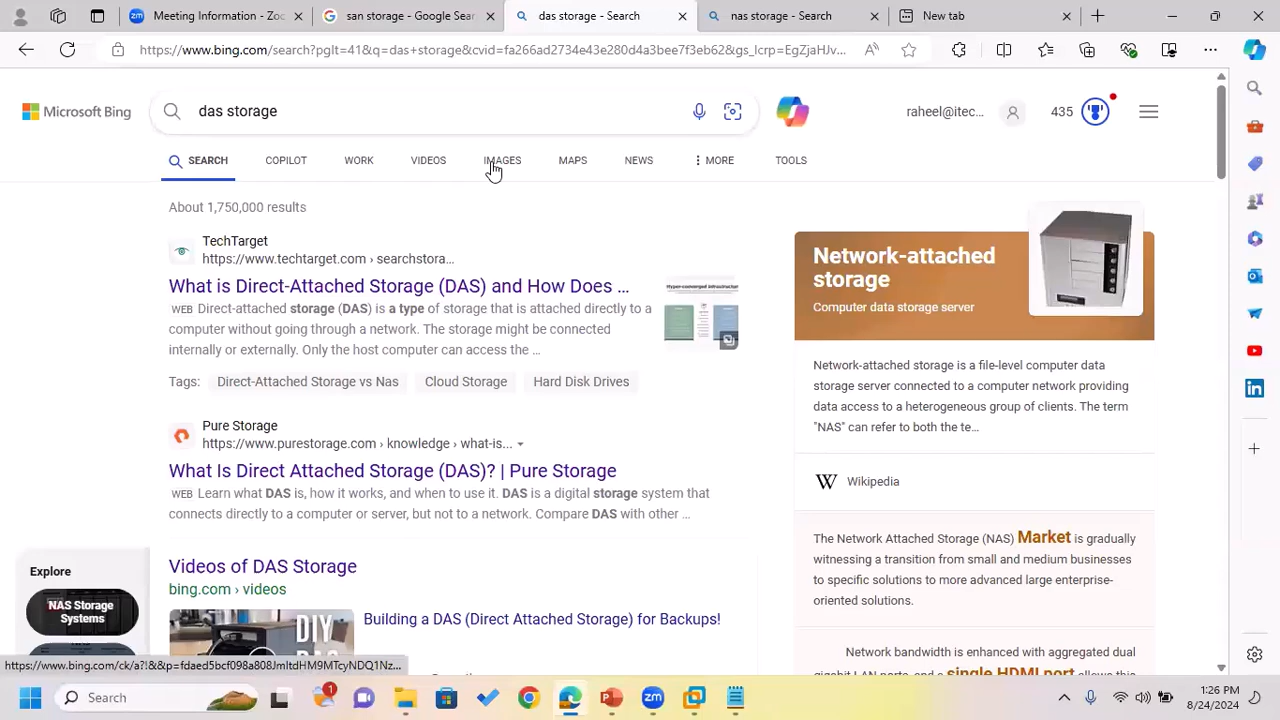 Microsoft B
vide
google - Sear
das storage - Sear
https://www.bing.com/search?pglt=41&q=das+storage&cvid=fa266ad2734e43e280d4a3bee7f3eb62&gs_lcrp=EgZjaHJv...
Microsoft Bing
das storage
raheel@itec...
435
SEARCH
COPILOT
WORK
VIDEOS
IMAGES
MAPS
NEWS
MORE
TOOLS
About 1,750,000 results
TechTarget
https://www.techtarget.com › searchstora...
What is Direct-Attached Storage (DAS) and How Does ...
WEB Direct-attached storage (DAS) is a type of storage that is attached directly to a
computer without going through a network. The storage might be connected
internally or externally. Only the host computer can access the ...
Tags: Direct-Attached Storage vs Nas Cloud Storage Hard Disk Drives
Pure Storage
https://www.purestorage.com › knowledge › what-is...
What Is Direct Attached Storage (DAS)? | Pure Storage
WEB Learn what DAS is, how it works, and when to use it. DAS is a digital storage system that
connects directly to a computer or server, but not to a network. Compare DAS with other ...
Videos of DAS Storage
bing.com › videos
Building a DAS (Direct Attached Storage) for Backups!
DIY
Explore
NAS Storage
Systems
Network-attached
storage
Computer data storage server
Network-attached storage is a file-level computer data
storage server connected to a computer network providing
data access to a heterogeneous group of clients. The term
"NAS" can refer to both the te...
W Wikipedia
The Network Attached Storage (NAS) Market is gradually
witnessing a transition from small and medium businesses
to specific solutions to more advanced large enterprise-
oriented solutions.
Network bandwidth is enhanced with aggregated dual
gigabit LAN ports, and a single HDMI port
https://www.bing.com/ck/a?!&&p=fdaed5bcf098a808JmltdHM9MTcyNDQ1Nz...
Search
1
zm
1:26 PM
8/24/2024